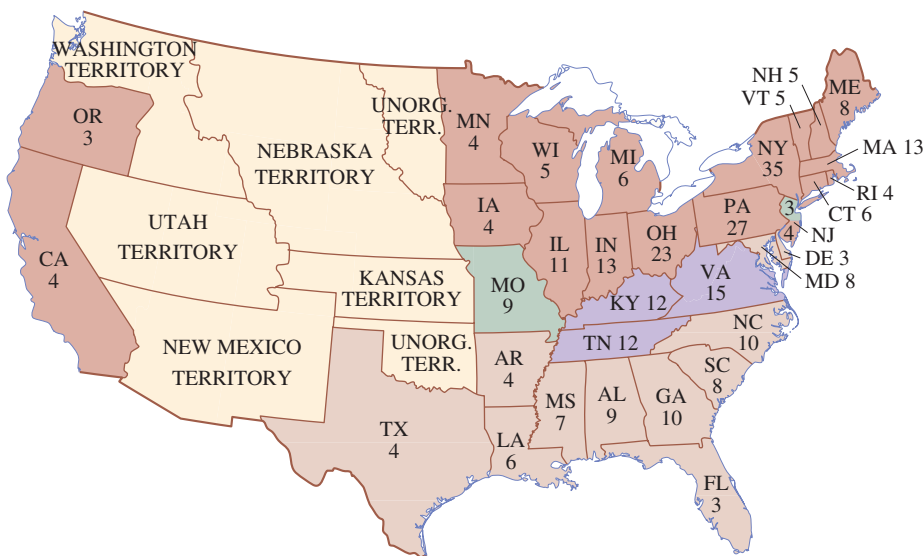 WASHINGTON
TERRITORY
OR
3
CA
4
UTAH
TERRITORY
NEW MEXICO
TERRITORY
NEBRASKA
TERRITORY
UNORG.
TERR.
KANSAS
TERRITORY
UNORG.
TERR.
TX
4
MN
4
IA
4
MO
9
AR
4
LA
6
WI
5
IL
11
MI
6
IN
13
OH
23
KY 12
TN 12
MS
7
AL
9
GA
10
FL
3
SC
8
NC
10
VA
15
PA
27
NY
35
VT 5
NH 5
ME
8
MA 13
RI 4
CT 6
3
NJ
4
DE 3
MD 8